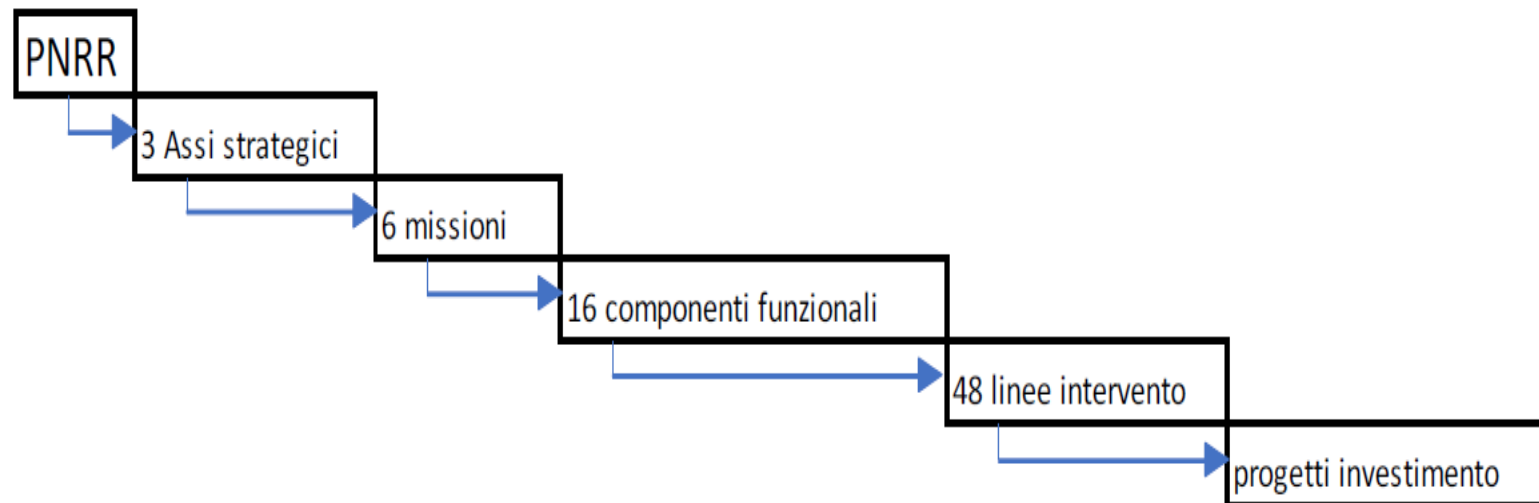 PNRR
3 Assi strategici
6 missioni
16 componenti funzionali
48 linee intervento
progetti investimento